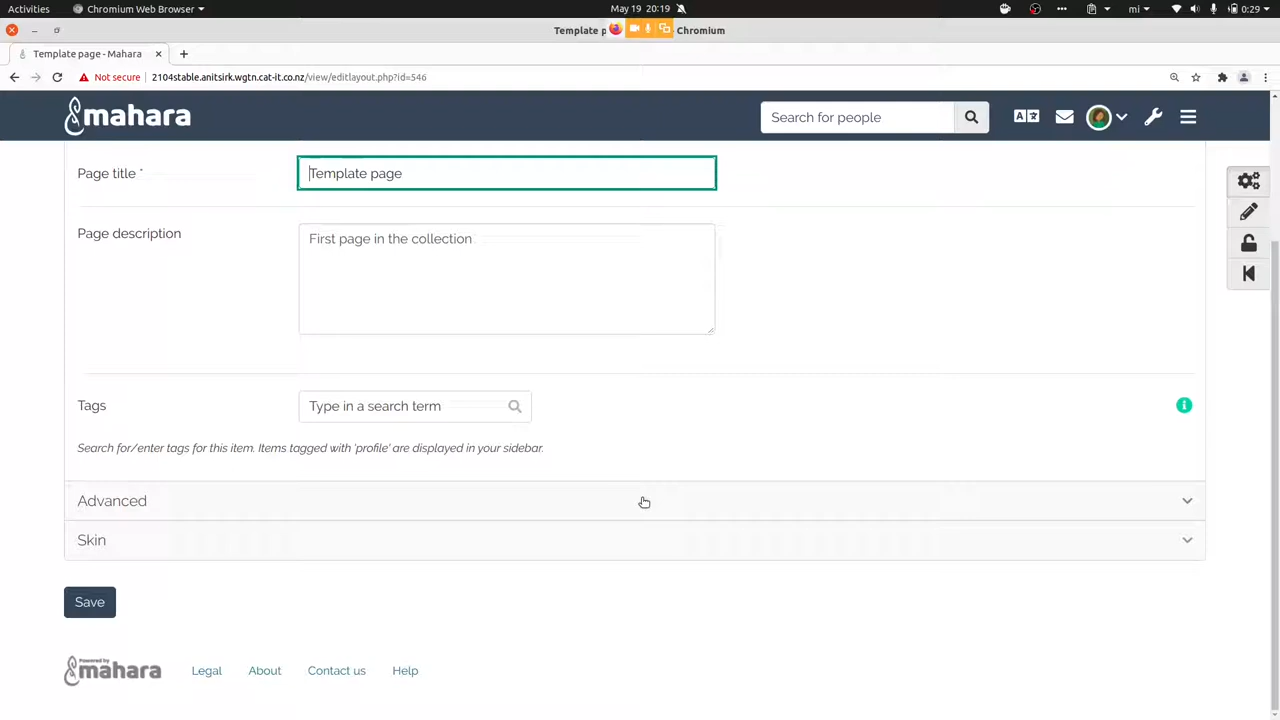 Activities
Chromium Web Browser
May 19 20:19
mi
0:29
Template p
Chromium
Template page - Mahara
Not secure
2104stable.anitsirk.wgtn.cat-it.co.nz/view/editlayout.php?id=546
mahara
Search for people
Page title *
Template page
Page description
First page in the collection
Tags
Type in a search term
Search for/enter tags for this item. Items tagged with 'profile' are displayed in your sidebar.
Advanced
Skin
Save
Powered by
mahara
Legal
About
Contact us
Help